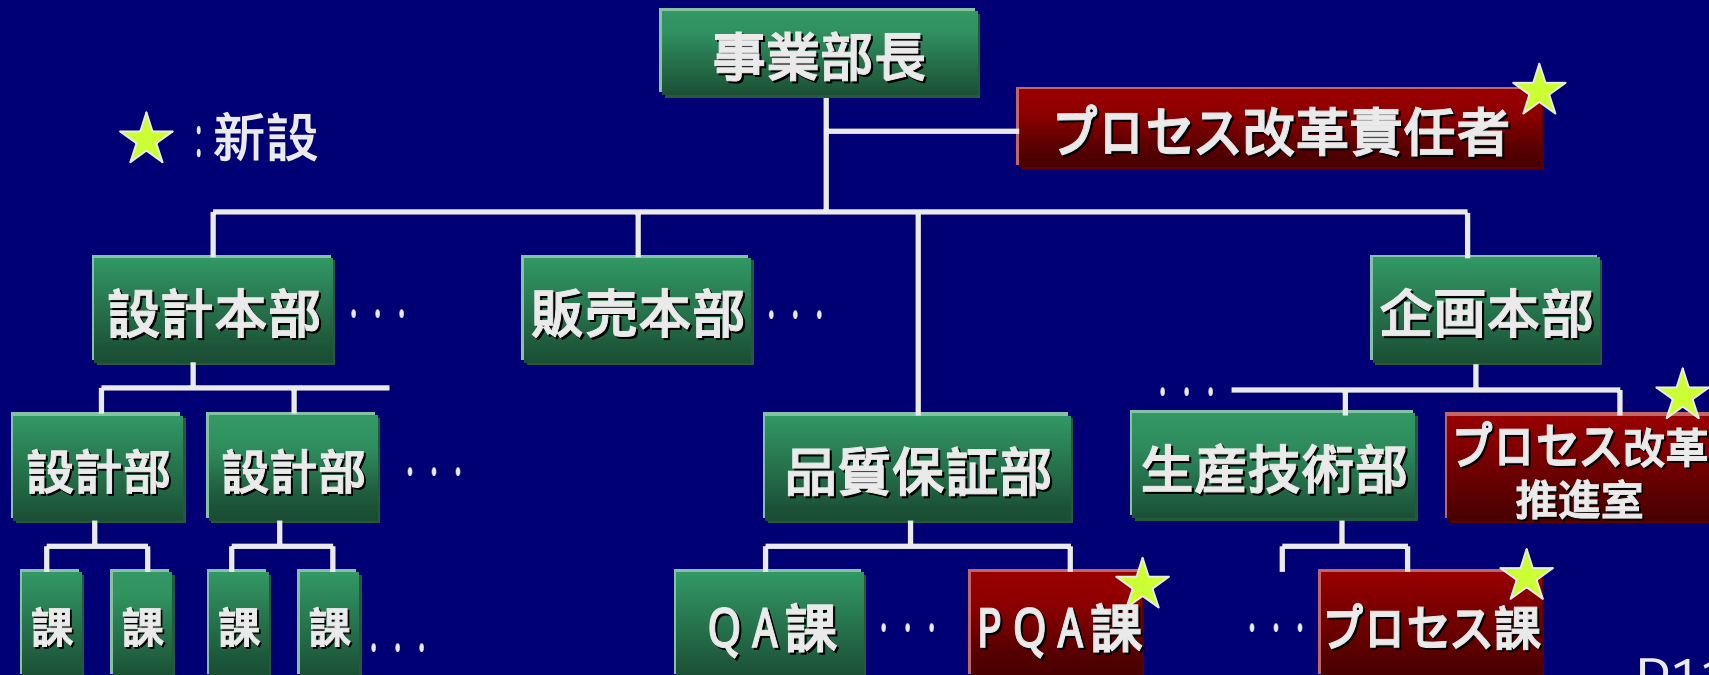 事業部長
プロセス改革責任者
★:新設
設計本部 ・・・
販売本部 ・・・
企画本部
・・・
設計部
設計部 ・・・
品質保証部
生産技術部
プロセス改革
推進室
課
課
課
課 ・・・
QA課 ・・・
PQA課
・・・ プロセス課